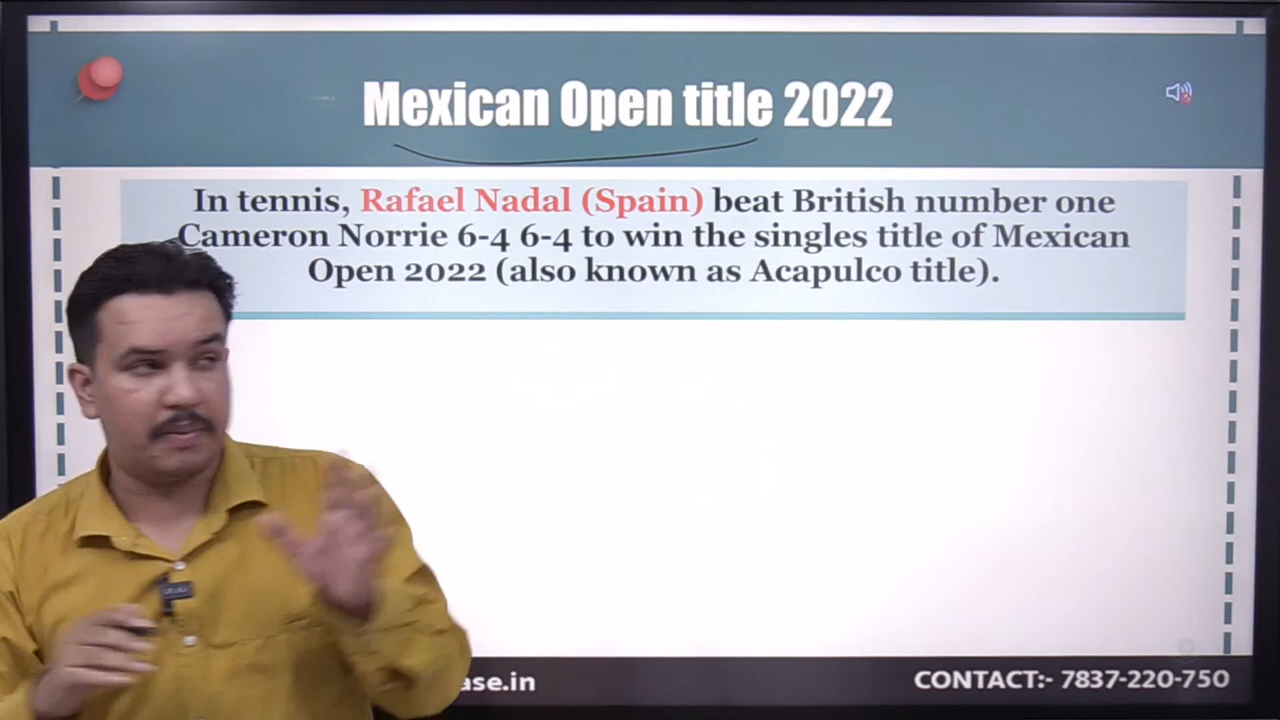 Mexican Open title 2022
In tennis, Rafael Nadal (Spain) beat British number one
Cameron Norrie 6-4 6-4 to win the singles title of Mexican
Open 2022 (also known as Acapulco title).
ase.in
CONTACT:- 7837-220-750